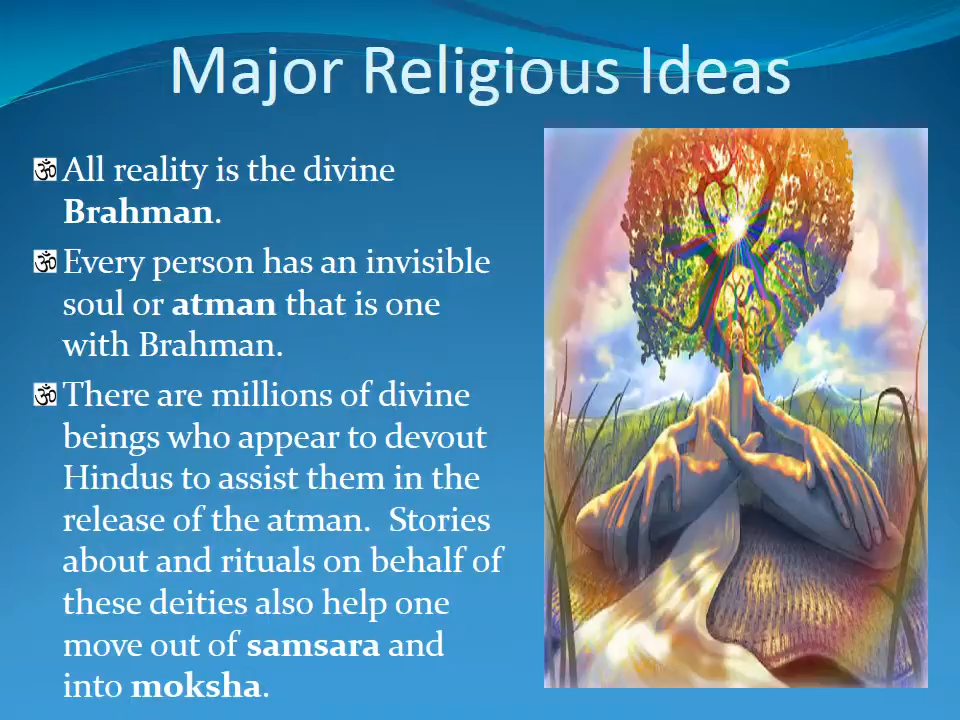 Major Religious Ideas
ॐ All reality is the divine
Brahman.
ॐ Every person has an invisible
soul or atman that is one
with Brahman.
ॐ There are millions of divine
beings who appear to devout
Hindus to assist them in the
release of the atman.  Stories
about and rituals on behalf of
these deities also help one
move out of samsara and
into moksha.